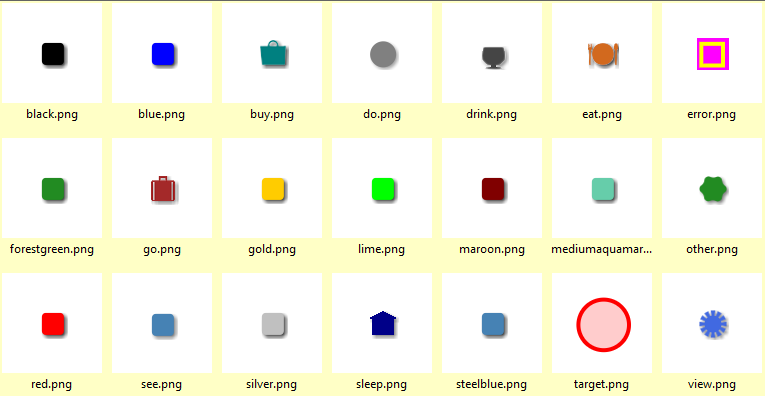 black.png
blue.png
buy.png
do.png
drink.png
eat.png
error.png
forestgreen.png
go.png
gold.png
lime.png
maroon.png
mediumaquamar...
other.png
red.png
see.png
silver.png
sleep.png
steelblue.png
target.png
view.png